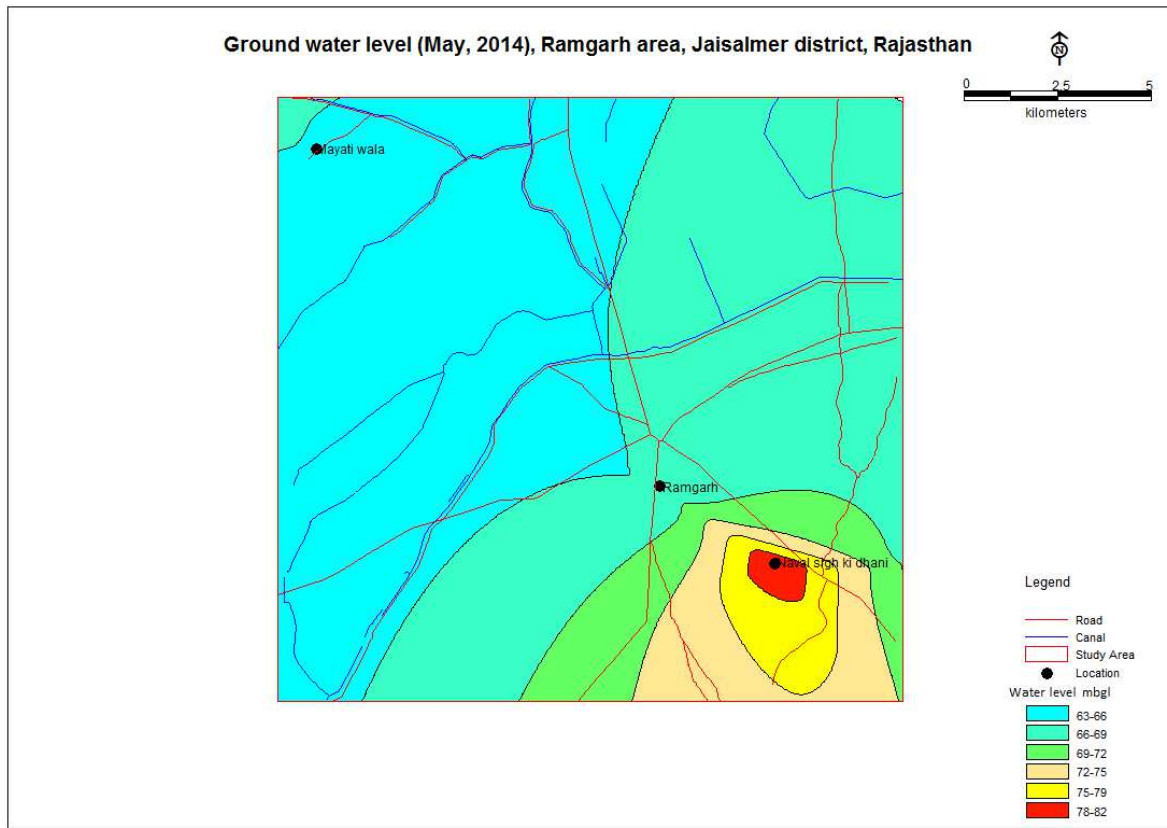 Ground water level (May, 2014), Ramgarh area, Jaisalmer district, Rajasthan
N
0 2.5 5
kilometers
Mayati wala
Ramgarh
Naval sigh ki dhani
Legend
Road
Canal
Study Area
Location
Water level mbgl
63-66
66-69
69-72
72-75
75-79
78-82